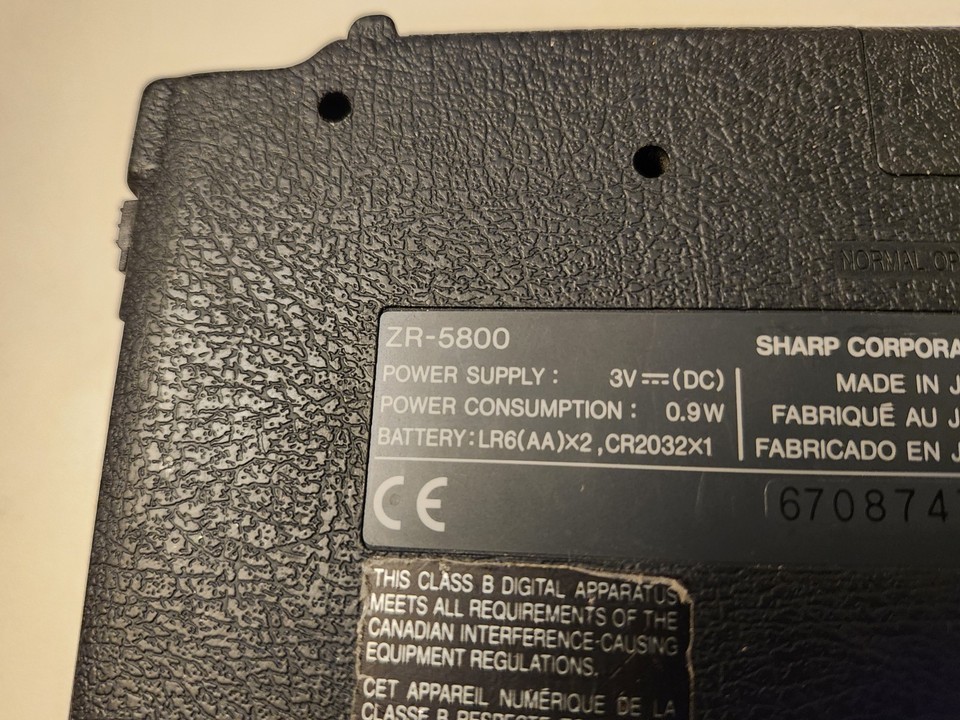 NORMAL OP
ZR-5800
POWER SUPPLY : 3V⎓(DC)
POWER CONSUMPTION : 0.9W
BATTERY:LR6(AA)×2,CR2032×1
SHARP CORPORA
MADE IN J
FABRIQUÉ AU J
FABRICADO EN J
CE
670874
THIS CLASS B DIGITAL APPARATUS
MEETS ALL REQUIREMENTS OF THE
CANADIAN INTERFERENCE-CAUSING
EQUIPMENT REGULATIONS.
CET APPAREIL NUMÉRIQUE DE LA
CLASSE B RESPECTE